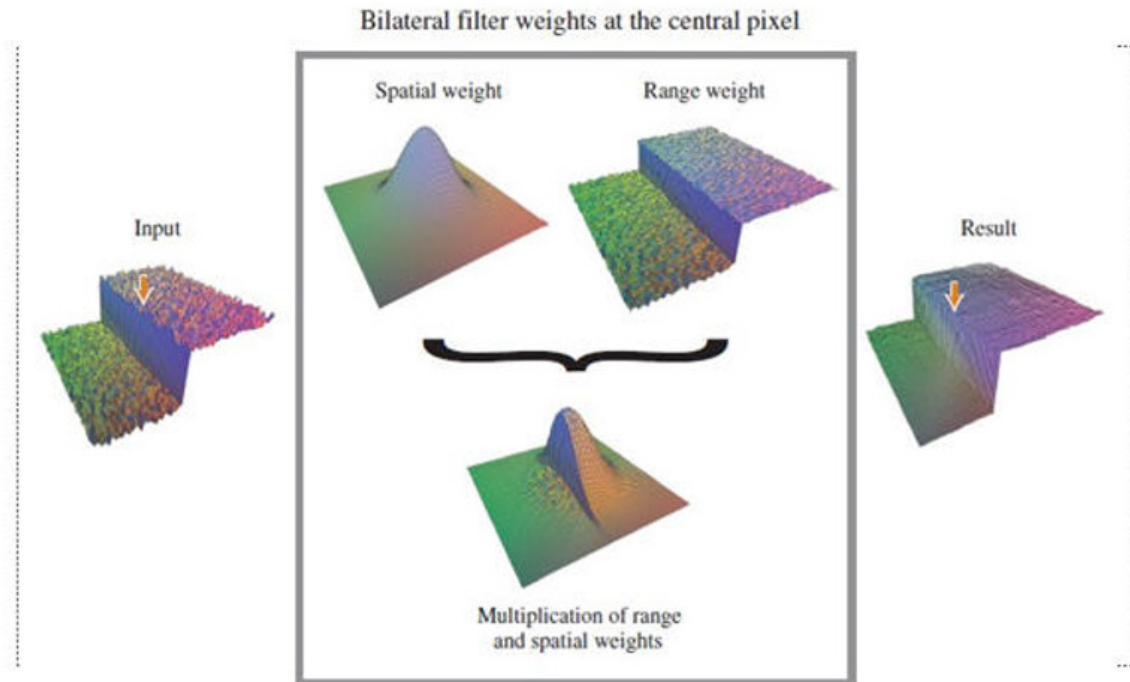 Bilateral filter weights at the central pixel
Spatial weight
Range weight
Input
Result
Multiplication of range
and spatial weights